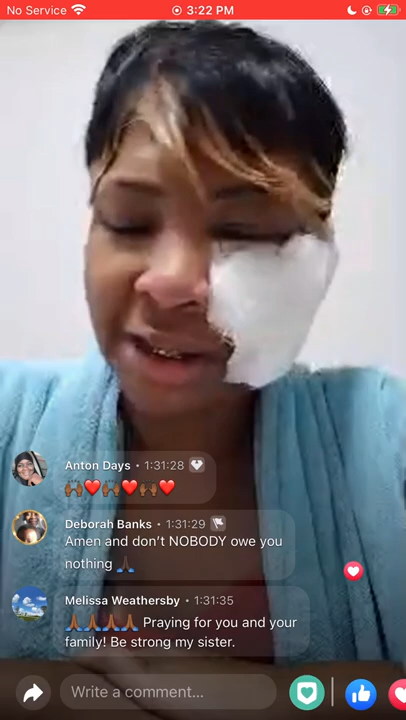 No Service 3:22 PM
Anton Days • 1:31:28
🙌🏾❤️🙌🏾❤️🙌🏾❤️
Deborah Banks • 1:31:29
Amen and don’t NOBODY owe you
nothing 🙏🏾
Melissa Weathersby • 1:31:35
🙏🏾🙏🏾🙏🏾🙏🏾 Praying for you and your
family! Be strong my sister.
Write a comment...